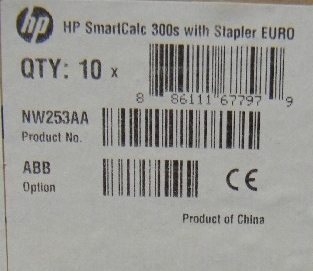 hp HP SmartCalc 300s with Stapler EURO
QTY: 10 x
8 86111 67797 9
NW253AA
Product No.
ABB
Option
CE
Product of China